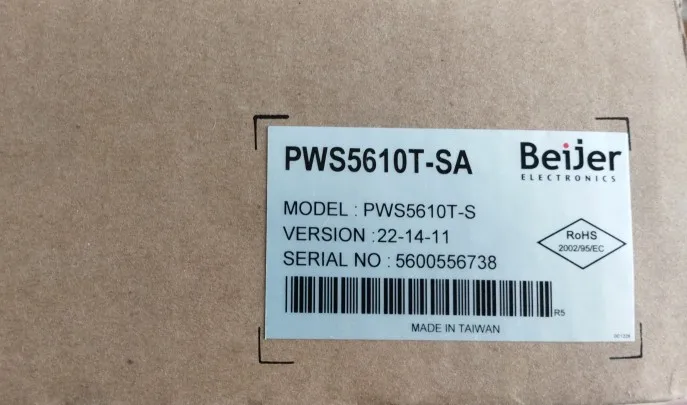 PWS5610T-SA
Beijer
ELECTRONICS
MODEL : PWS5610T-S
VERSION :22-14-11
SERIAL NO : 5600556738
RoHS
2002/95/EC
R5
MADE IN TAIWAN